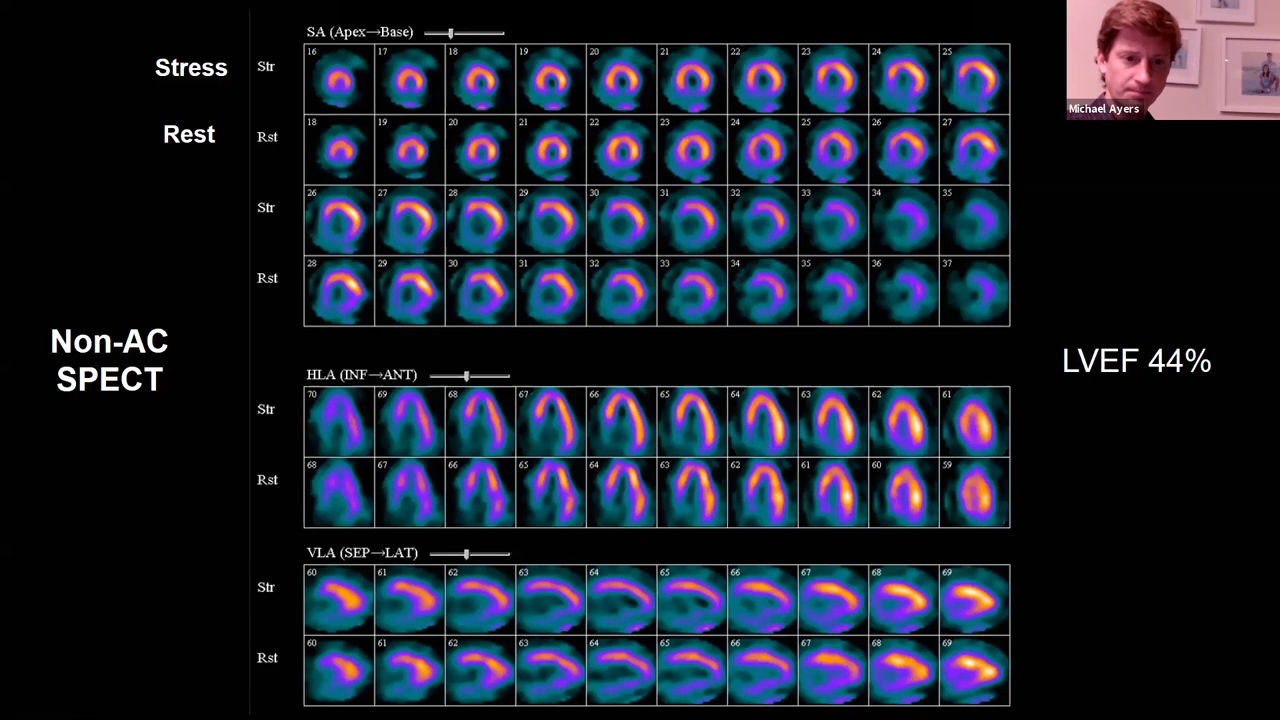 SA (Apex→Base)
Stress
Str
16 17 18 19 20 21 22 23 24 25
Michael Ayers
Rest
Rst
18 19 20 21 22 23 24 25 26 27
Str
26 27 28 29 30 31 32 33 34 35
Rst
28 29 30 31 32 33 34 35 36 37
Non-AC
SPECT
LVEF 44%
HLA (INF→ANT)
Str
70 69 68 67 66 65 64 63 62 61
Rst
68 67 66 65 64 63 62 61 60 59
VLA (SEP→LAT)
Str
60 61 62 63 64 65 66 67 68 69
Rst
60 61 62 63 64 65 66 67 68 69